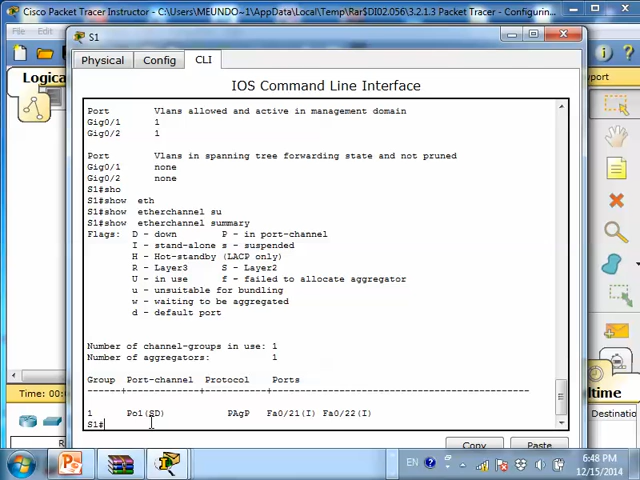 Cisco Packet Tracer Instructor - C:\Users\MEUNDO~1\AppData\Local\Temp\Rar$DI02.056\3.2.1.3 Packet Tracer - Configurin...
File
Logica
S1
Physical
Config
CLI
IOS Command Line Interface
Port Vlans allowed and active in management domain
Gig0/1 1
Gig0/2 1
Port Vlans in spanning tree forwarding state and not pruned
Gig0/1 none
Gig0/2 none
S1#sho
S1#show eth
S1#show etherchannel su
S1#show etherchannel summary
Flags: D - down P - in port-channel
I - stand-alone s - suspended
H - Hot-standby (LACP only)
R - Layer3 S - Layer2
U - in use f - failed to allocate aggregator
u - unsuitable for bundling
w - waiting to be aggregated
d - default port
Number of channel-groups in use: 1
Number of aggregators: 1
Group Port-channel Protocol Ports
------+-------------+-----------+----------------------------------------------
1 Po1(SD) PAgP Fa0/21(I) Fa0/22(I)
S1#
Copy
Paste
Time: 00:
Destinatio
EN
6:48 PM
12/15/2014